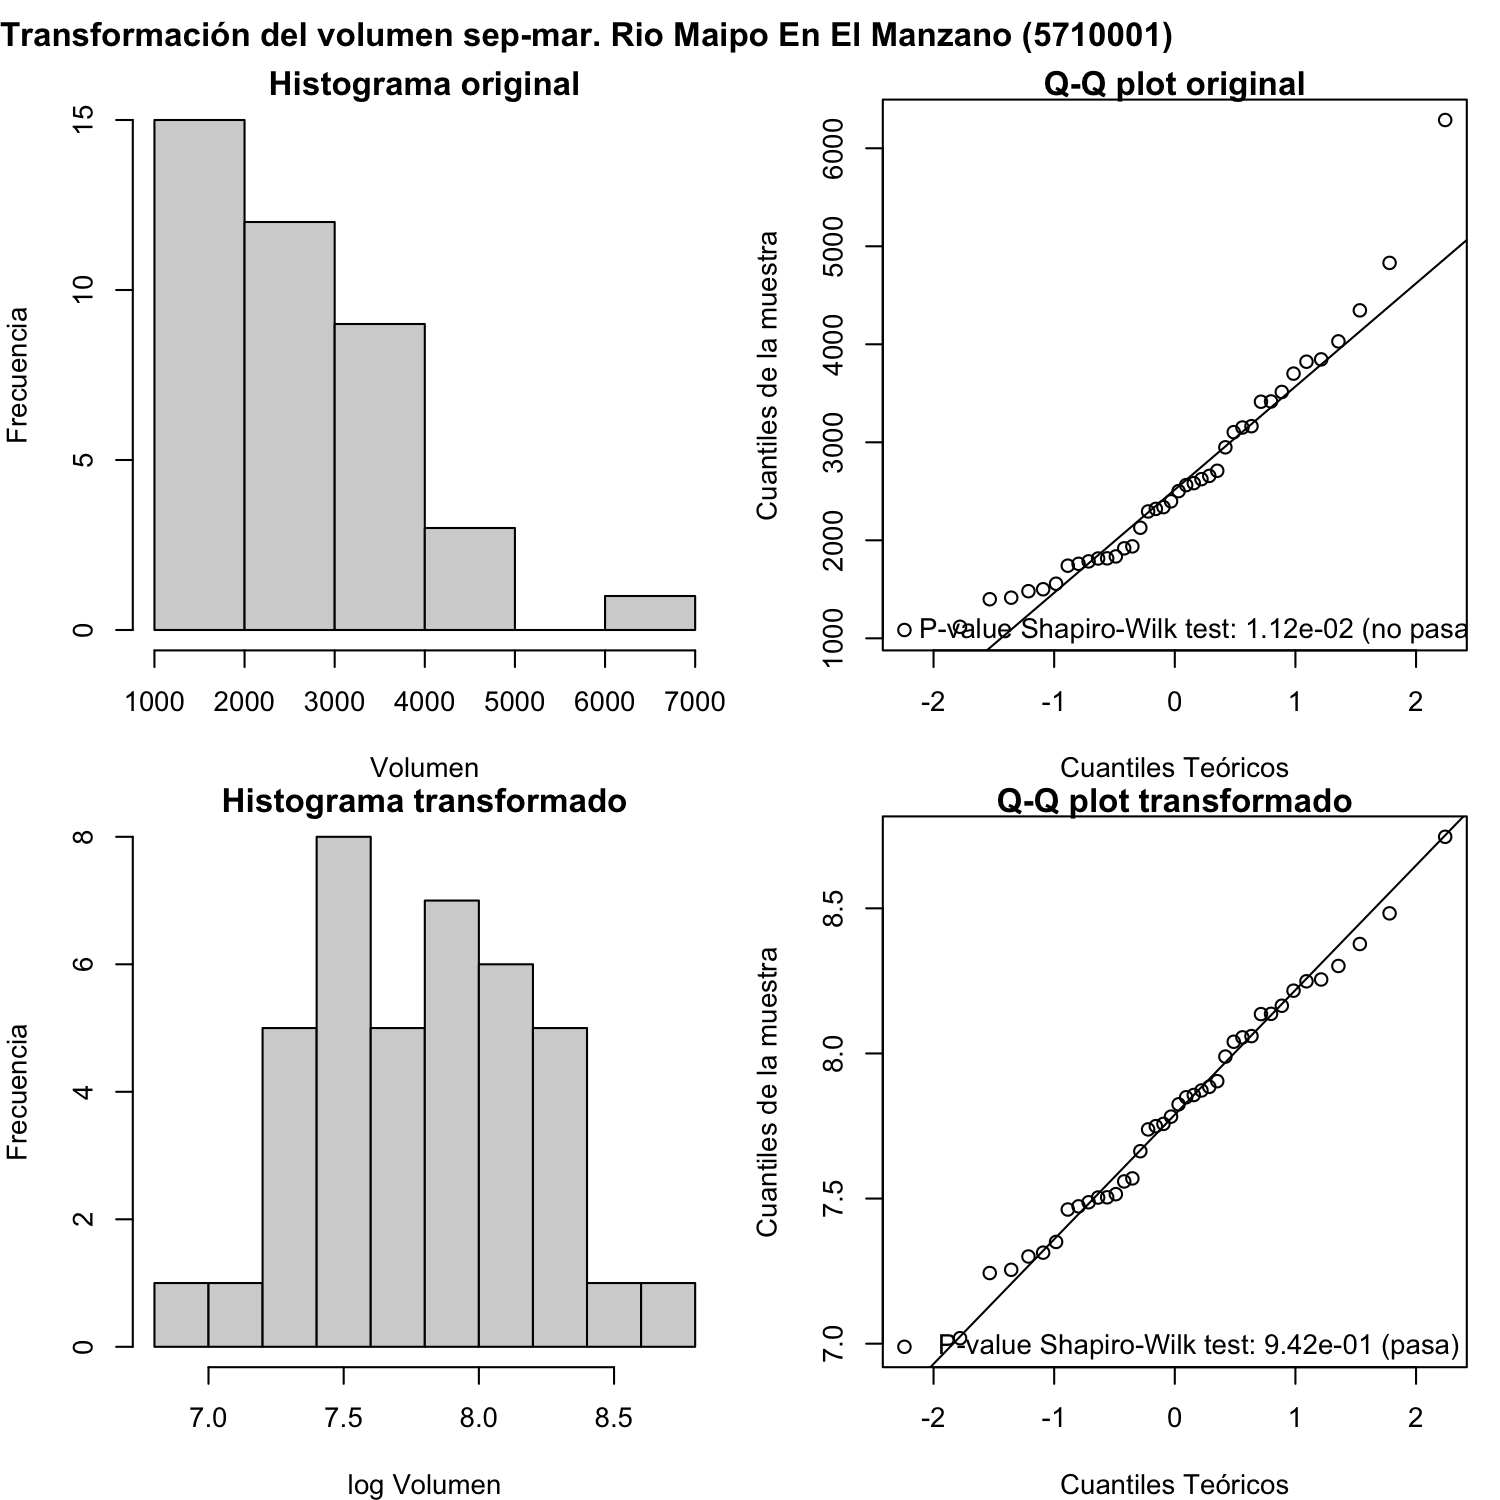 Transformación del volumen sep-mar. Rio Maipo En El Manzano (5710001)
Histograma original
Frecuencia
15
10
5
0
1000 2000 3000 4000 5000 6000 7000
Volumen
Q-Q plot original
Cuantiles de la muestra
6000
5000
4000
3000
2000
1000
P-value Shapiro-Wilk test: 1.12e-02 (no pasa
-2 -1 0 1 2
Cuantiles Teóricos
Histograma transformado
Frecuencia
8
6
4
2
0
7.0 7.5 8.0 8.5
log Volumen
Q-Q plot transformado
Cuantiles de la muestra
8.5
8.0
7.5
7.0
P-value Shapiro-Wilk test: 9.42e-01 (pasa)
-2 -1 0 1 2
Cuantiles Teóricos